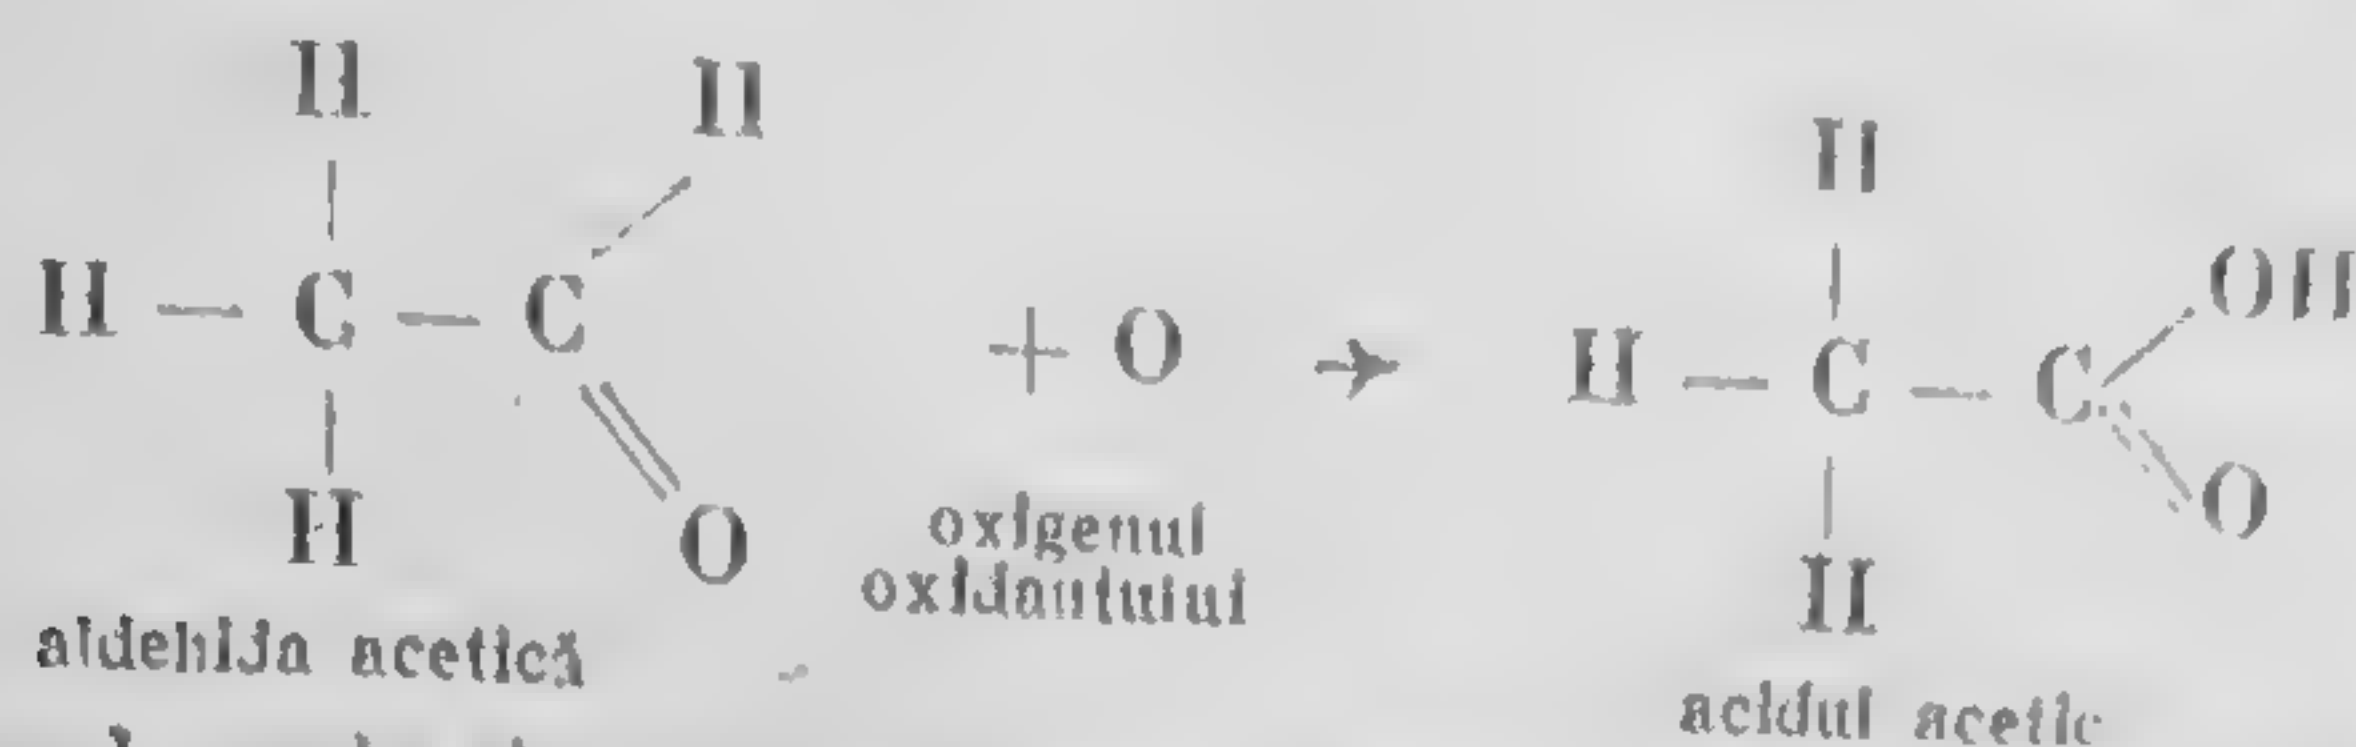 H H
H
H — C — C + O → H — C — C OH
H O O
oxigenul
oxidantului
H
aldehida acetică
acidul acetic